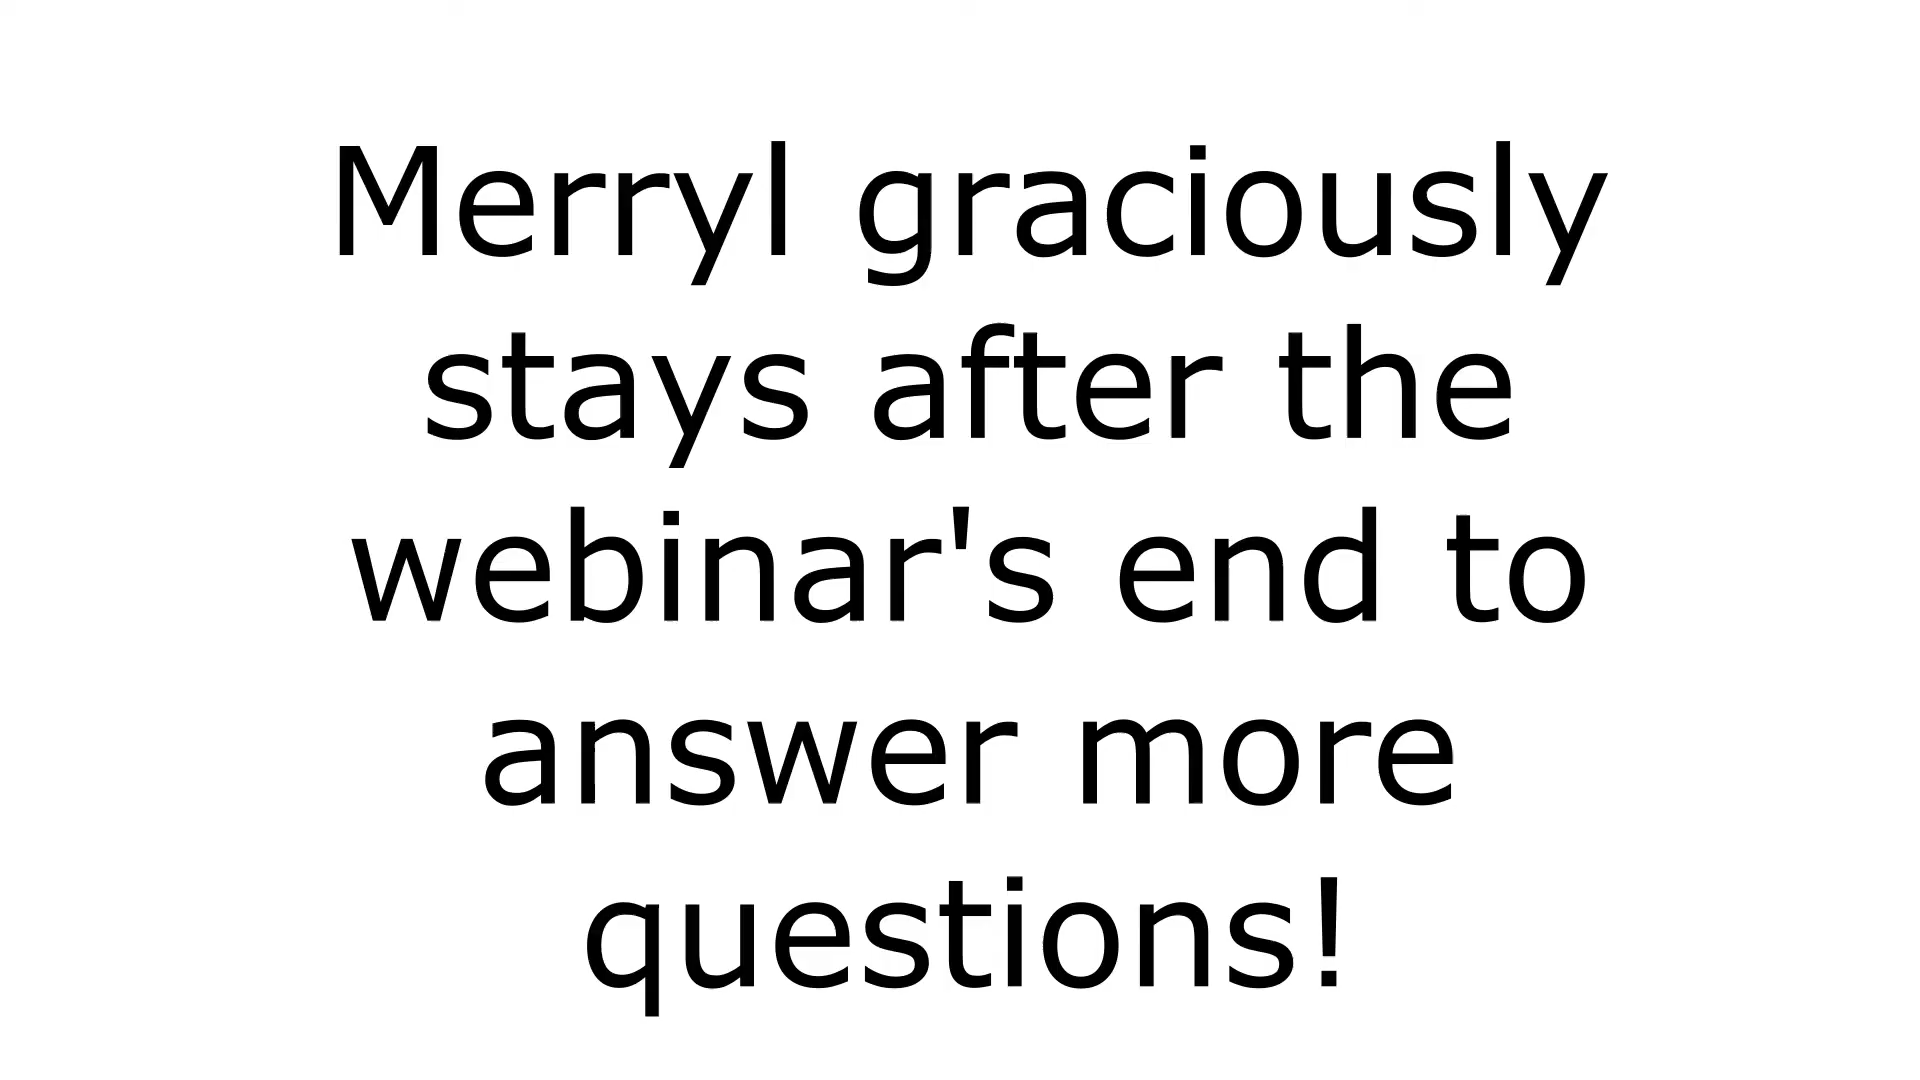 Merryl graciously
stays after the
webinar's end to
answer more
questions!